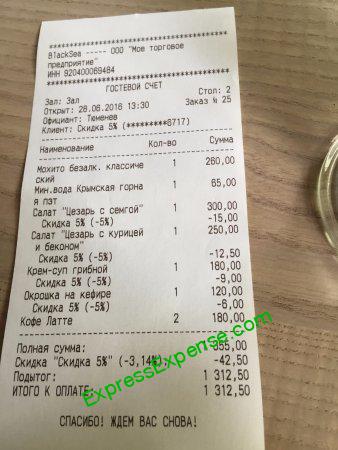 ****************************************
BlackSea ----- ООО "Мое торговое
предприятие"
ИНН 920400069484
****************************************
ГОСТЕВОЙ СЧЕТ
Зал: Зал Стол: 2
Открыт: 28.06.2016 13:30 Заказ № 25
Официант: Тюменев
Клиент: Скидка 5% (*********8717)
Наименование Кол-во Сумма
Мохито безалк. классиче 1 260,00
ский
Мин.вода Крымская горна 1 65,00
я пэт
Салат "Цезарь с семгой" 1 300,00
Скидка 5% (-5%) -15,00
Салат "Цезарь с курицей 1 250,00
и беконом"
Скидка 5% (-5%) -12,50
Крем-суп грибной 1 180,00
Скидка 5% (-5%) -9,00
Окрошка на кефире 1 120,00
Скидка 5% (-5%) -6,00
Кофе Латте 2 180,00
Полная сумма: 355,00
Скидка "Скидка 5%" (-3,14%): -42,50
Подытог: 1 312,50
ИТОГО К ОПЛАТЕ: 1 312,50
СПАСИБО! ЖДЕМ ВАС СНОВА!
ExpressExpense.com